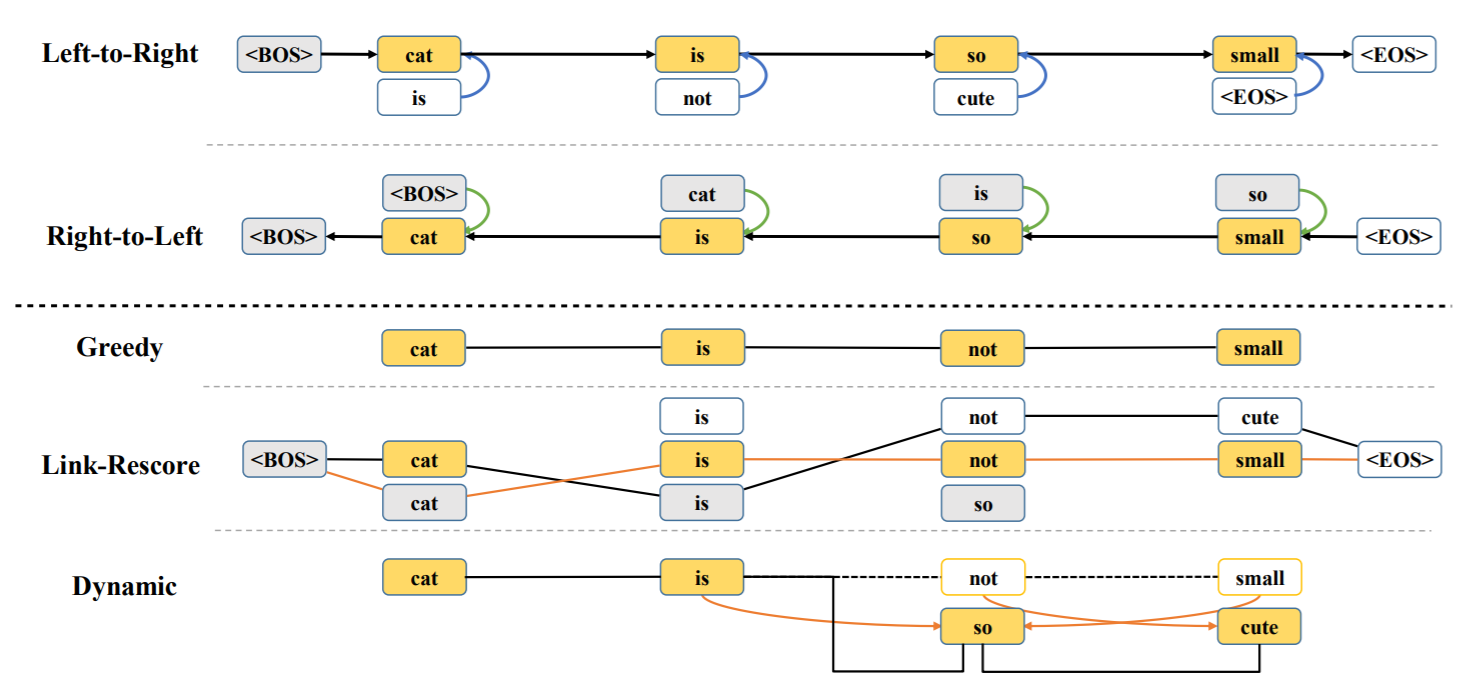 Left-to-Right <BOS> cat is so small <EOS>
is not cute <EOS>
<BOS> cat is so
Right-to-Left <BOS> cat is so small <EOS>
Greedy cat is not small
is not cute
Link-Rescore <BOS> cat is not small <EOS>
cat is so
Dynamic cat is not small
so cute